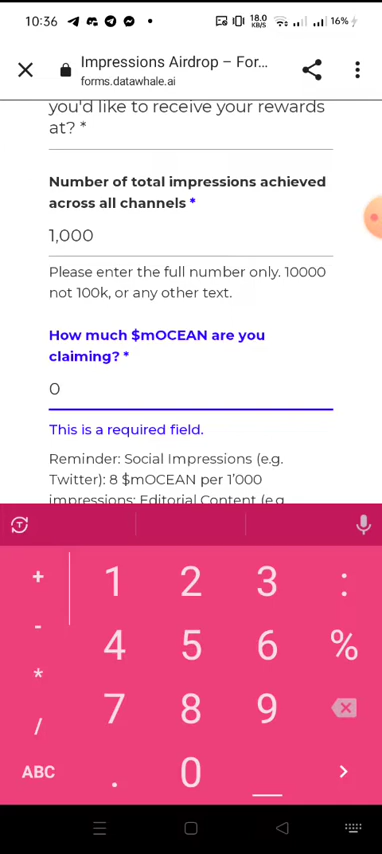 10:36
18.0
KB/S
16%
Impressions Airdrop – For...
forms.datawhale.ai
you'd like to receive your rewards
at? *
Number of total impressions achieved
across all channels *
1,000
Please enter the full number only. 10000
not 100k, or any other text.
How much $mOCEAN are you
claiming? *
0
This is a required field.
Reminder: Social Impressions (e.g.
Twitter): 8 $mOCEAN per 1'000
impressions; Editorial Content (e.g.
+ 1 2 3 :
- 4 5 6 %
* 7 8 9
/
ABC . 0 _